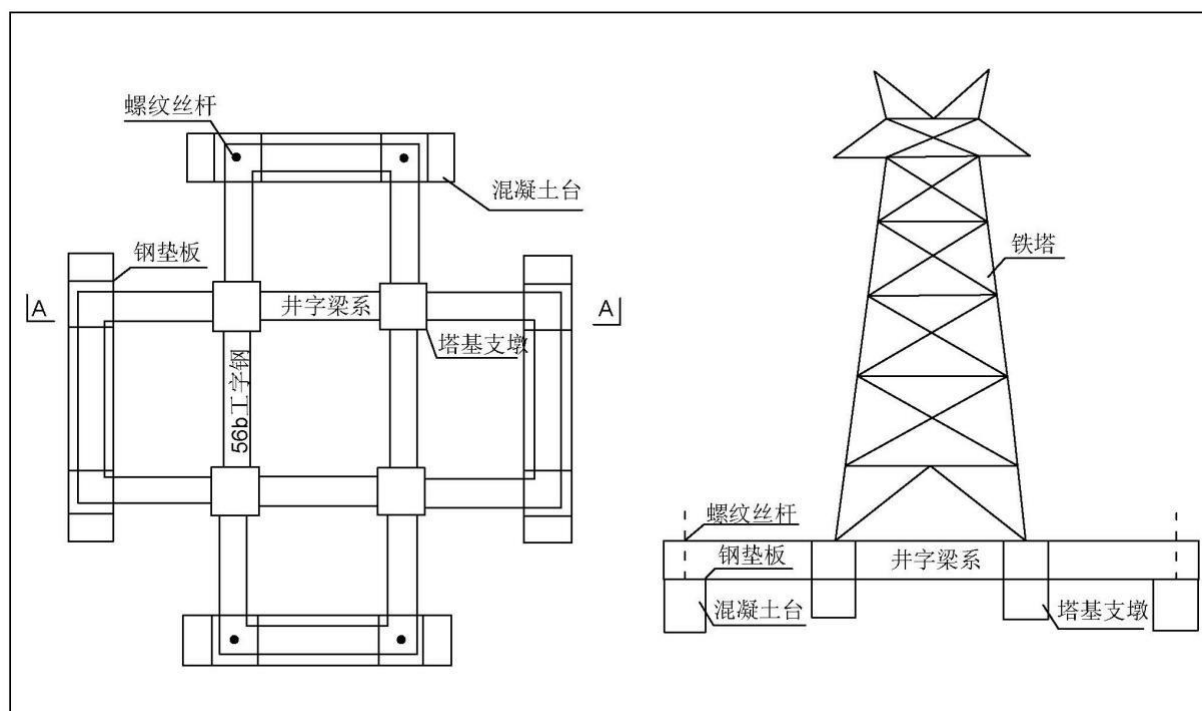 螺纹丝杆
混凝土台
钢垫板
A
井字梁系
A
塔基支墩
56b工字钢
铁塔
螺纹丝杆
钢垫板
井字梁系
混凝土台
塔基支墩